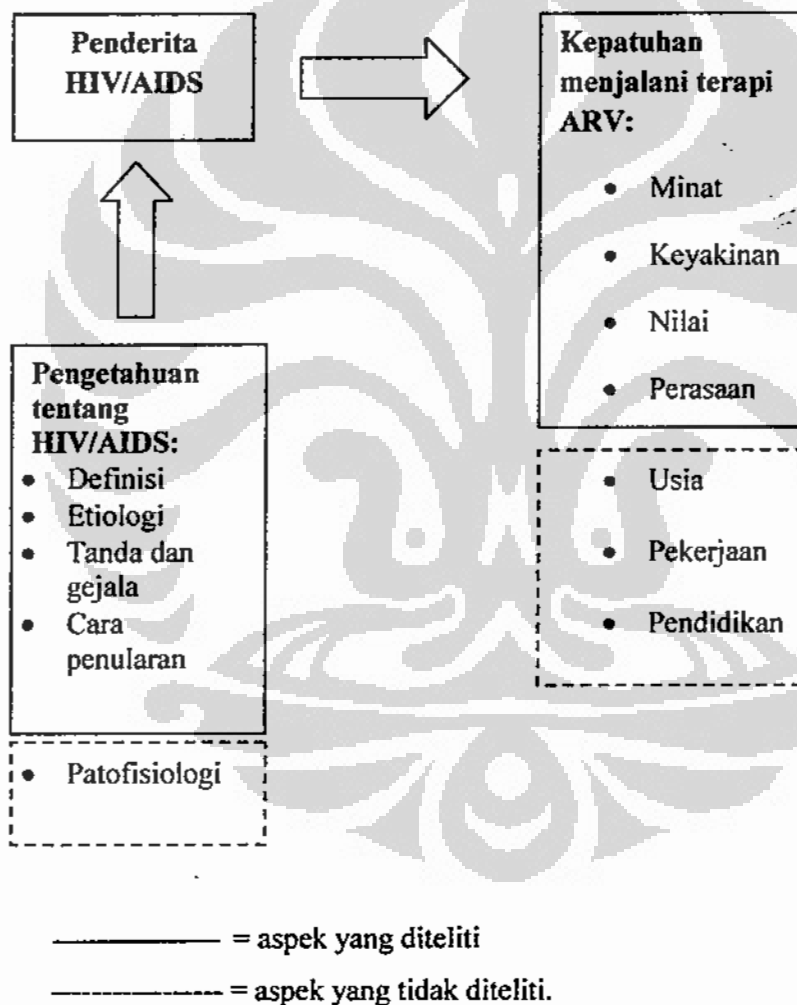 Penderita
HIV/AIDS
Kepatuhan
menjalani terapi
ARV:
• Minat
• Keyakinan
• Nilai
• Perasaan
• Usia
• Pekerjaan
• Pendidikan
Pengetahuan
tentang
HIV/AIDS:
• Definisi
• Etiologi
• Tanda dan
gejala
• Cara
penularan
• Patofisiologi
= aspek yang diteliti
= aspek yang tidak diteliti.